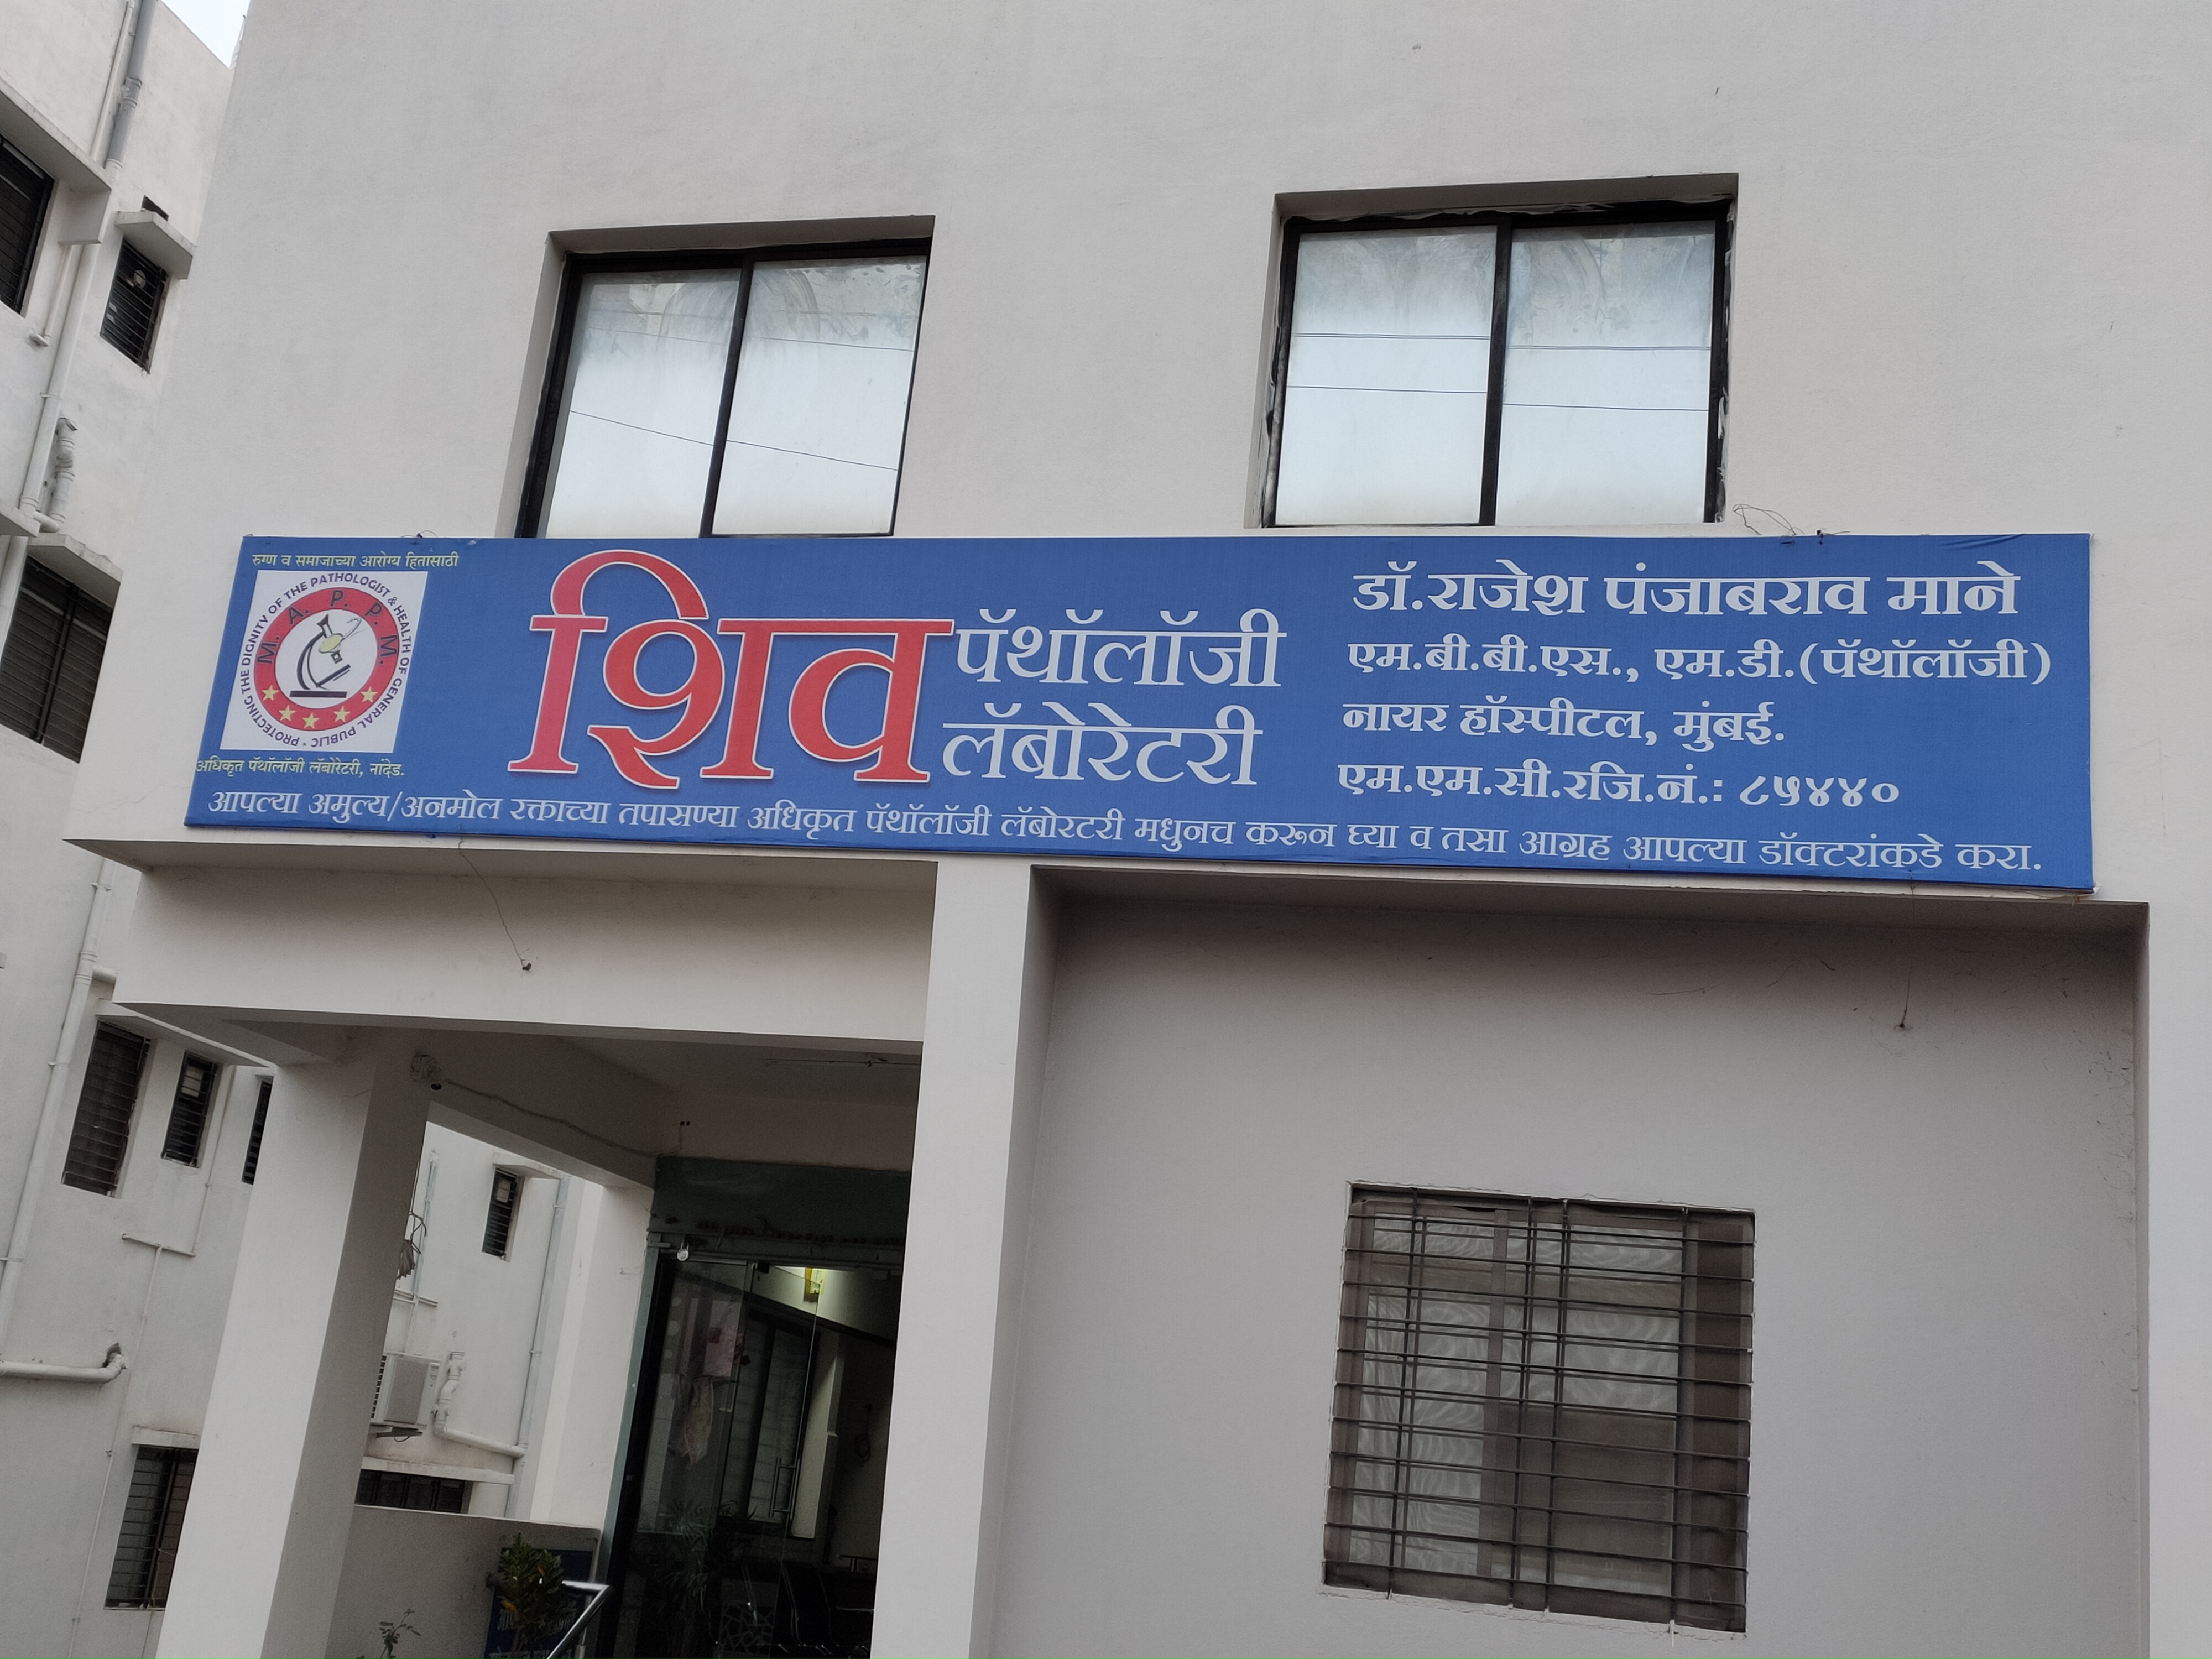 रुग्ण व समाजाच्या आरोग्य हितासाठी
PROTECTING THE DIGNITY OF THE PATHOLOGIST & HEALTH OF GENERAL PUBLIC *
M. A. P. P. M.
अधिकृत पॅथॉलॉजी लॅबोरेटरी, नांदेड.
शिव
पॅथॉलॉजी
लॅबोरेटरी
डॉ.राजेश पंजाबराव माने
एम.बी.बी.एस., एम.डी.(पॅथॉलॉजी)
नायर हॉस्पीटल, मुंबई.
एम.एम.सी.रजि.नं.: ८५४४०
आपल्या अमुल्य/अनमोल रक्ताच्या तपासण्या अधिकृत पॅथॉलॉजी लॅबोरटरी मधुनच करून घ्या व तसा आग्रह आपल्या डॉक्टरांकडे करा.